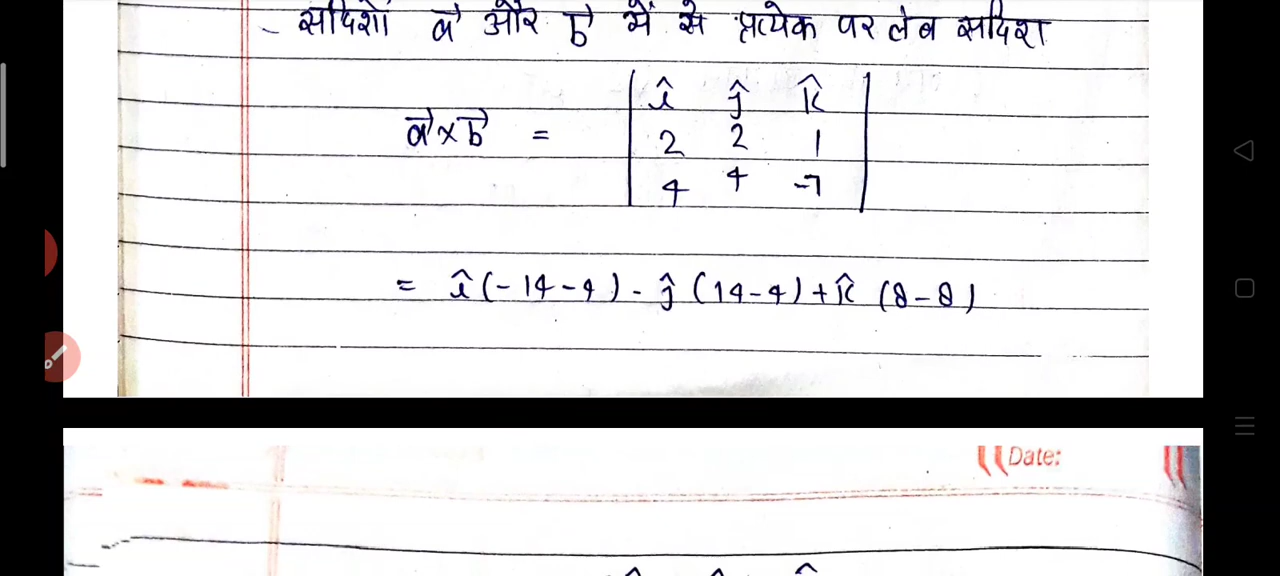 - सदिशों a⃗ और b⃗ में से प्रत्येक पर लंब सदिश
a⃗×b⃗ = | î ĵ k̂ |
| 2 2 1 |
| 4 4 -7 |
= î (-14-4) - ĵ (14-4) + k̂ (8-8)
Date: